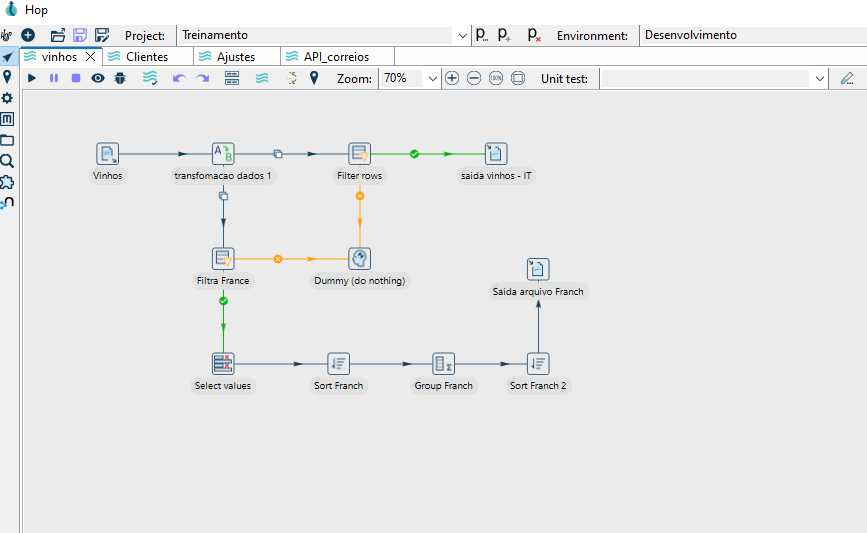 Hop
Project: Treinamento P... P+ Px Environment: Desenvolvimento
vinhos Clientes Ajustes API_correios
Zoom: 70% 100% Unit test:
A B
Vinhos transfomacao dados 1 Filter rows saida vinhos - IT
Filtra France Dummy (do nothing)
Saida arquivo Franch
Σ
Select values Sort Franch Group Franch Sort Franch 2